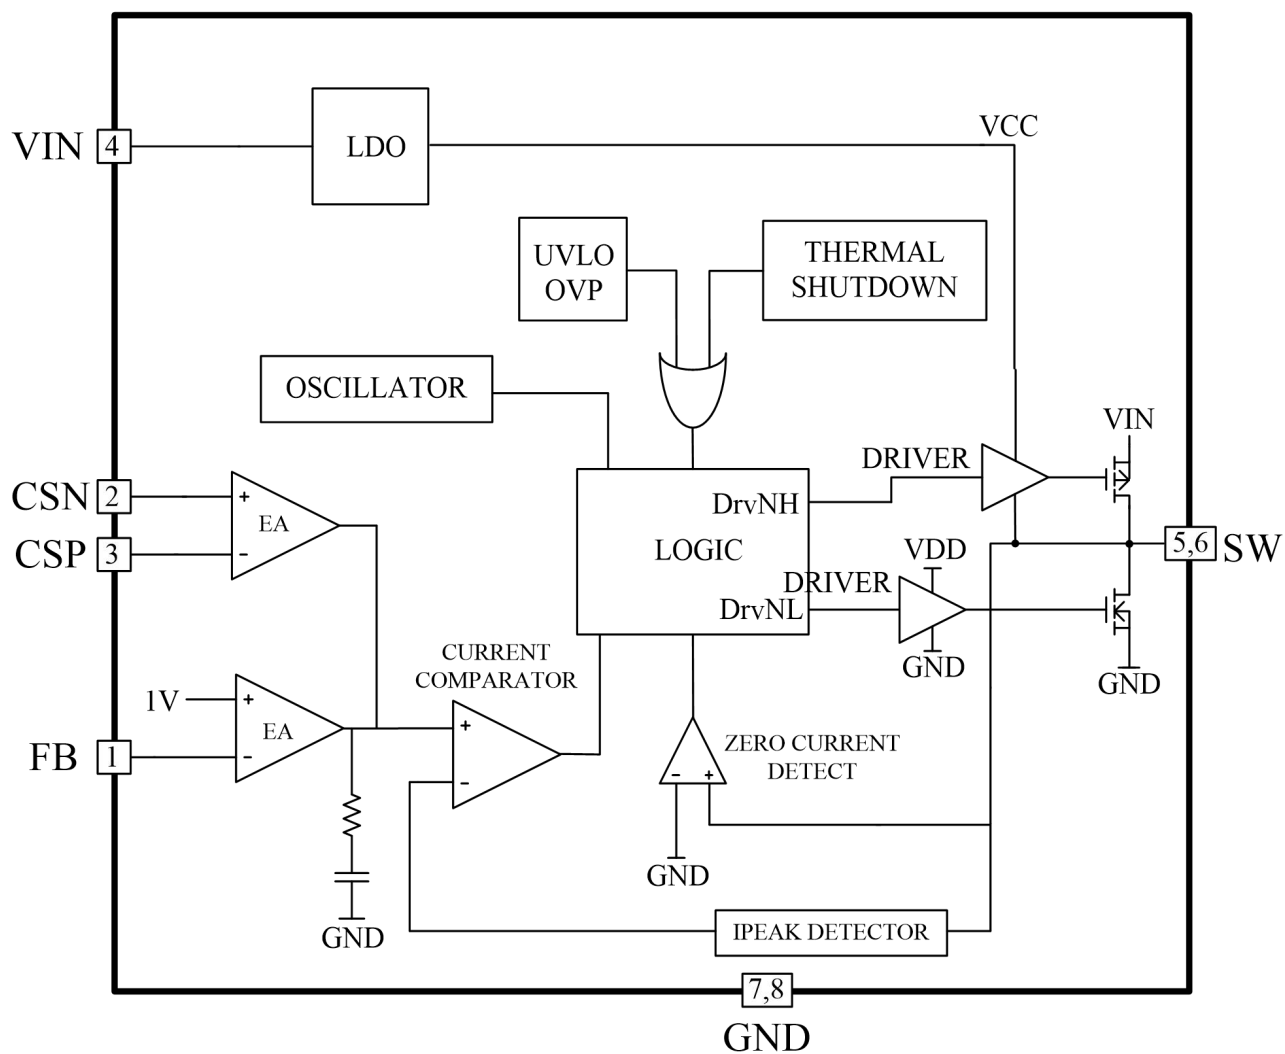 VCC
VIN 4 LDO
UVLO
OVP
THERMAL
SHUTDOWN
OSCILLATOR
VIN
DRIVER
CSN 2 + EA
CSP 3 -
DrvNH
LOGIC
VDD
5,6 SW
DRIVER
DrvNL
GND
GND
CURRENT
COMPARATOR
1V + EA
FB 1 -
+
-
ZERO CURRENT
DETECT
- +
GND
GND
IPEAK DETECTOR
7,8
GND